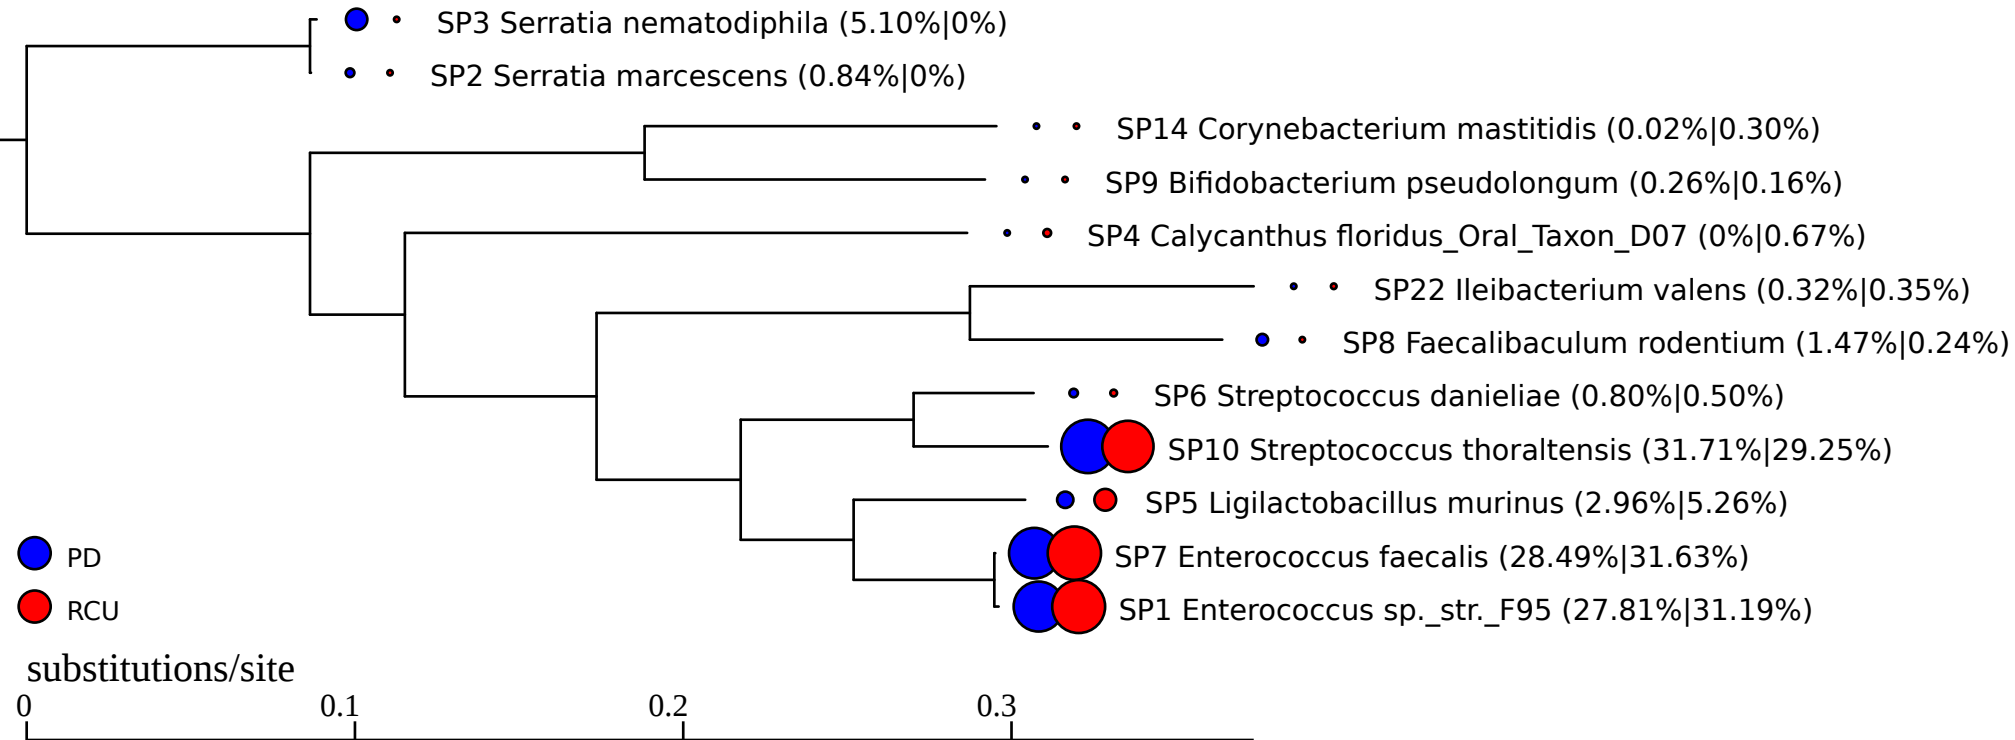 SP3 Serratia nematodiphila (5.10%|0%)
SP2 Serratia marcescens (0.84%|0%)
SP14 Corynebacterium mastitidis (0.02%|0.30%)
SP9 Bifidobacterium pseudolongum (0.26%|0.16%)
SP4 Calycanthus floridus_Oral_Taxon_D07 (0%|0.67%)
SP22 Ileibacterium valens (0.32%|0.35%)
SP8 Faecalibaculum rodentium (1.47%|0.24%)
SP6 Streptococcus danieliae (0.80%|0.50%)
SP10 Streptococcus thoraltensis (31.71%|29.25%)
SP5 Ligilactobacillus murinus (2.96%|5.26%)
SP7 Enterococcus faecalis (28.49%|31.63%)
SP1 Enterococcus sp._str._F95 (27.81%|31.19%)
PD
RCU
substitutions/site
0 0.1 0.2 0.3